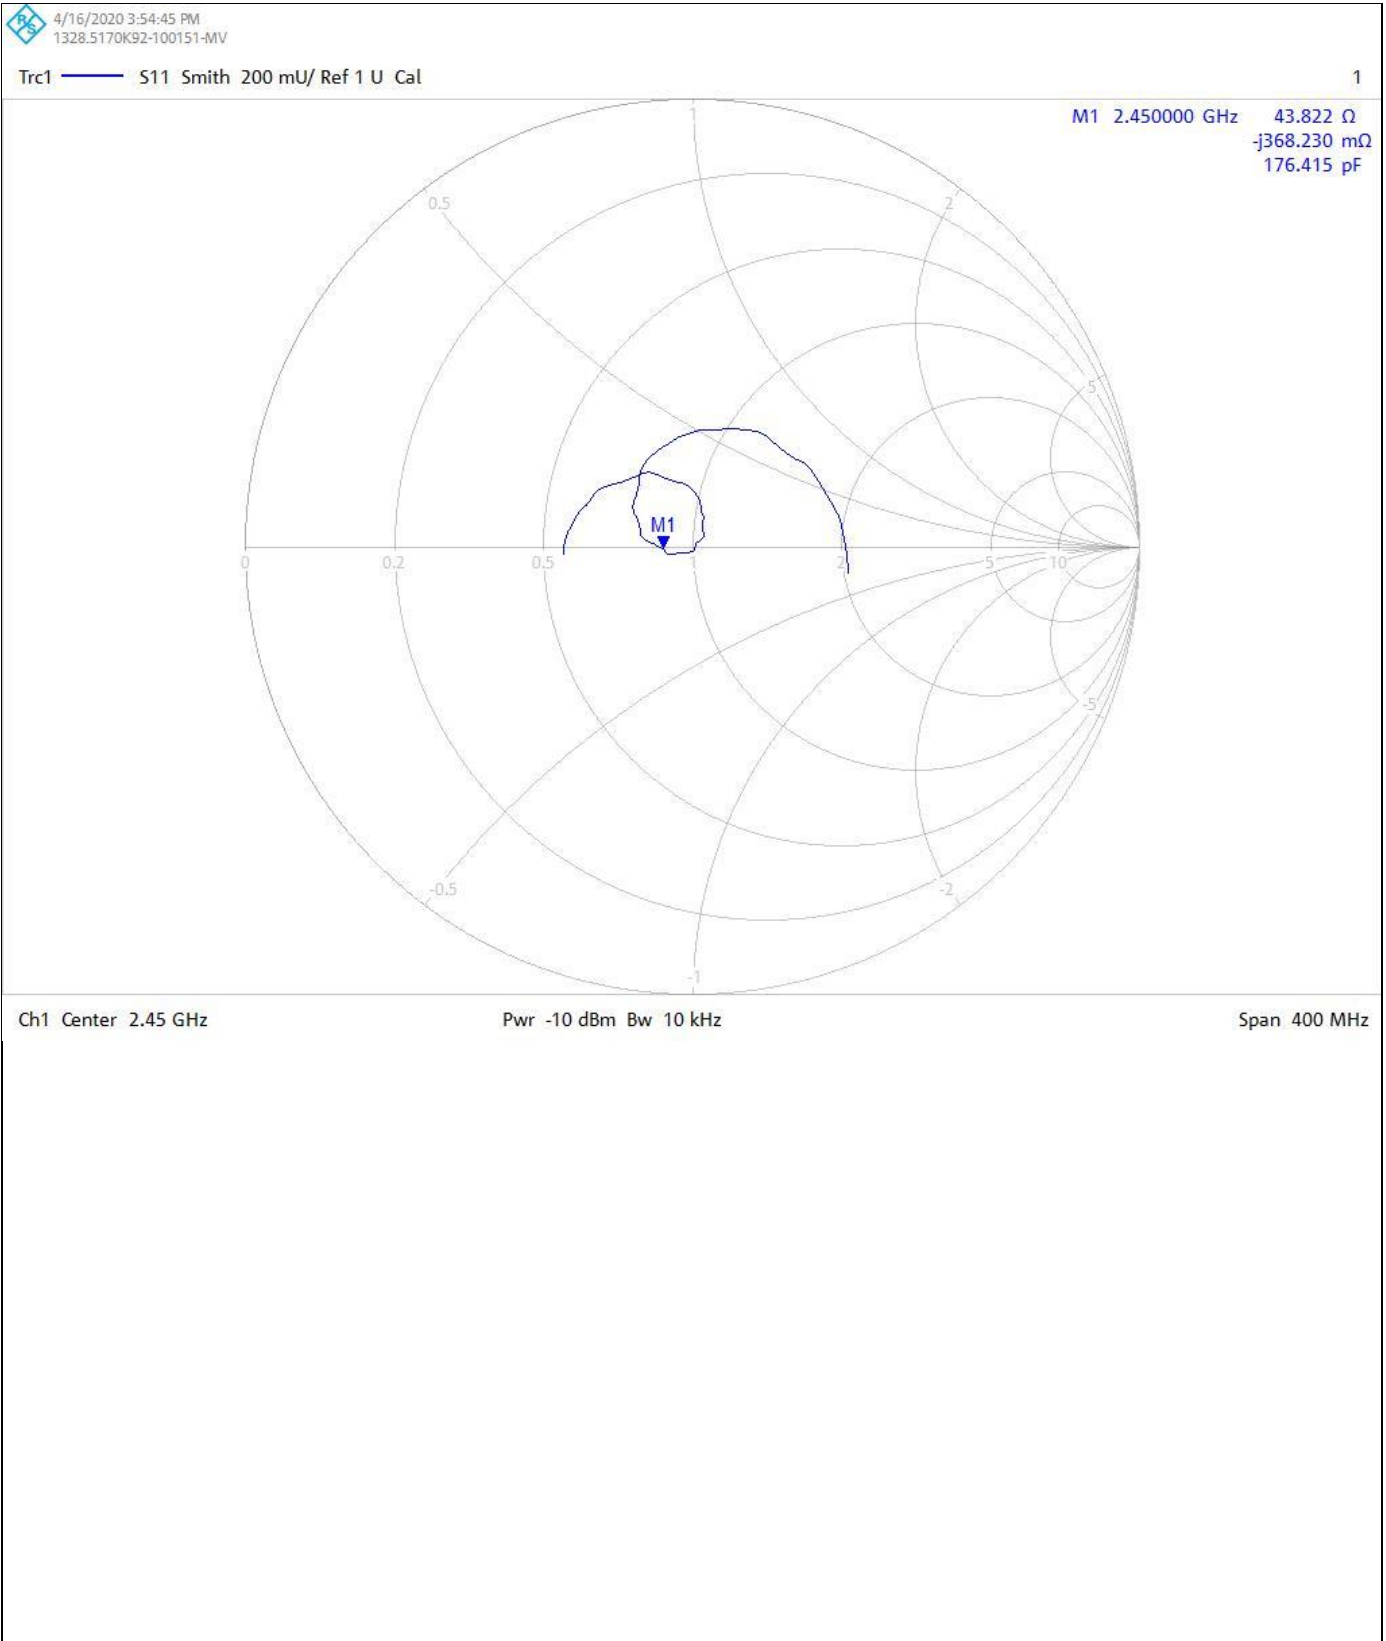 R&S
4/16/2020 3:54:45 PM
1328.5170K92-100151-MV
Trc1 S11 Smith 200 mU/ Ref 1 U Cal 1
M1 2.450000 GHz 43.822 Ω
-j368.230 mΩ
176.415 pF
1
0.5 2
5
M1
0 0.2 0.5 1 2 5 10
-5
-0.5 -2
-1
Ch1 Center 2.45 GHz Pwr -10 dBm Bw 10 kHz Span 400 MHz